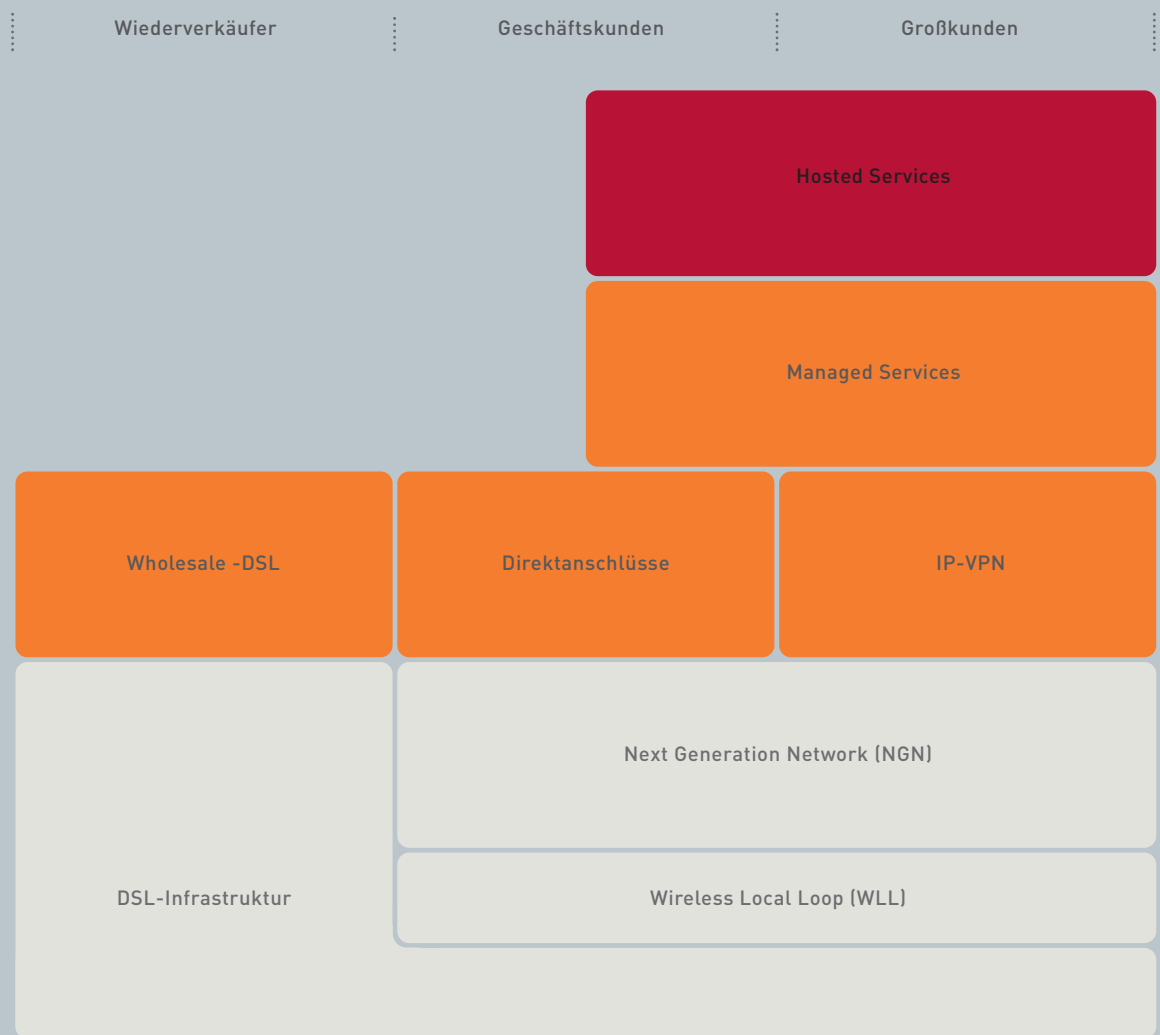 Wiederverkäufer
Geschäftskunden
Großkunden
Hosted Services
Managed Services
Wholesale -DSL
Direktanschlüsse
IP-VPN
Next Generation Network (NGN)
DSL-Infrastruktur
Wireless Local Loop (WLL)